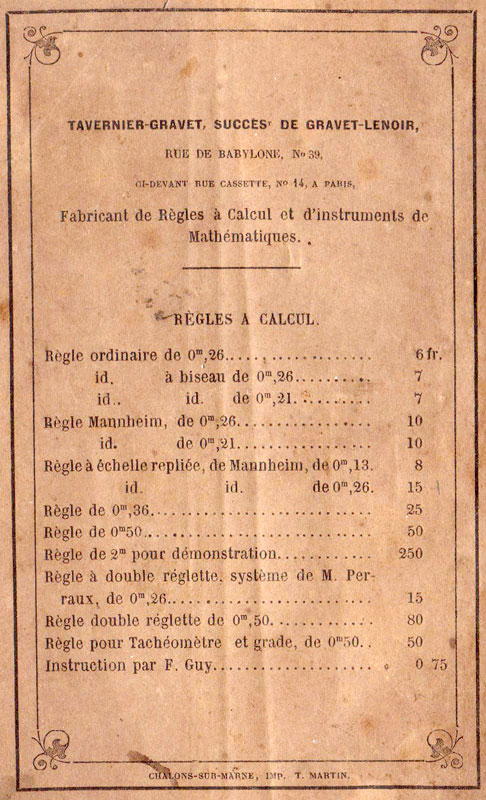 TAVERNIER-GRAVET, SUCCESr DE GRAVET-LENOIR,
RUE DE BABYLONE, No 39,
CI-DEVANT RUE CASSETTE, No 14, A PARIS,
Fabricant de Règles à Calcul et d'instruments de
Mathématiques.
RÈGLES A CALCUL.
Règle ordinaire de 0m,26.................... 6 fr.
id. à biseau de 0m,26.......... 7
id.. id. de 0m,21.......... 7
Règle Mannheim, de 0m,26.................. 10
id. de 0m,21.................. 10
Règle à échelle repliée, de Mannheim, de 0m,13. 8
id. id. de 0m,26. 15
Règle de 0m,36................................ 25
Règle de 0m50................................ 50
Règle de 2m pour démonstration............ 250
Règle à double réglette, système de M. Per-
raux, de 0m,26.......................... 15
Règle double réglette de 0m,50............. 80
Règle pour Tachéomètre et grade, de 0m50.. 50
Instruction par F. Guy..................... 0 75
CHALONS-SUR-MARNE, IMP. T. MARTIN.